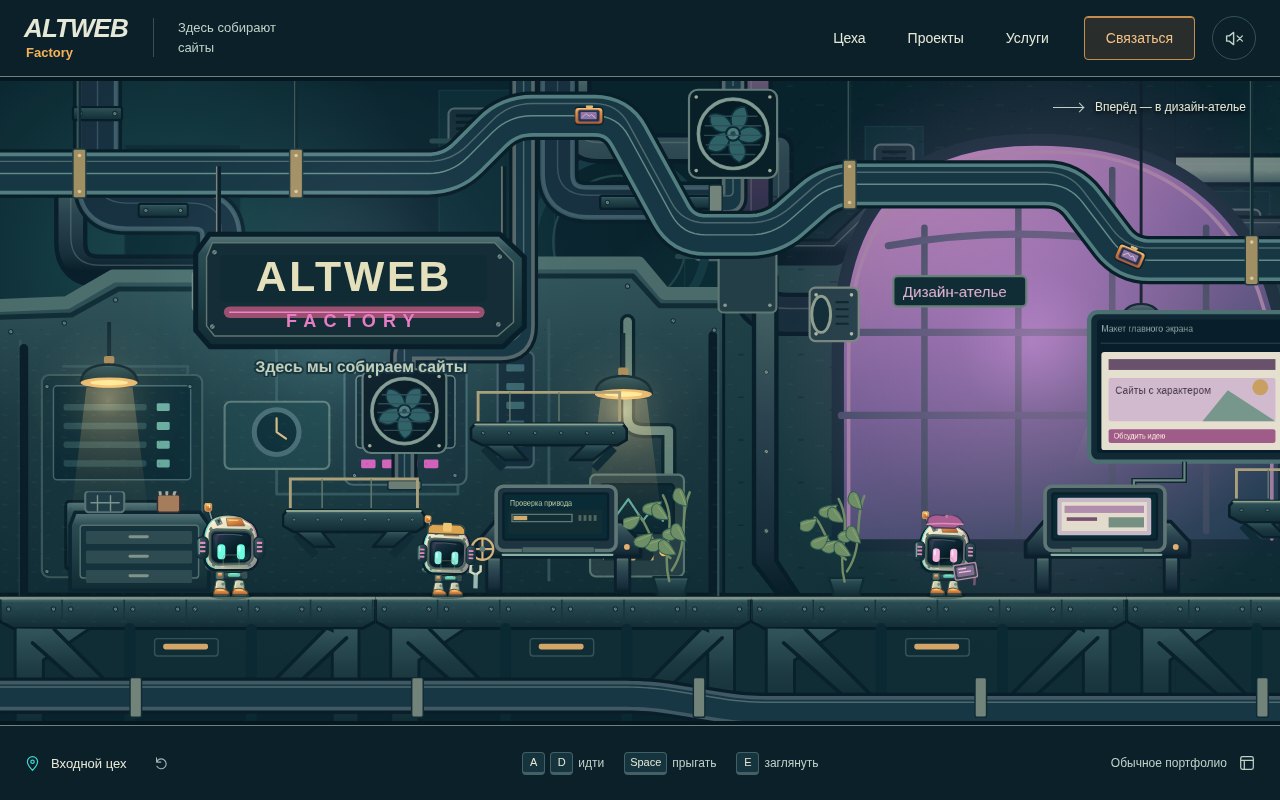 ALTWEB
Factory
Здесь собирают
сайты
Цеха
Проекты
Услуги
Связаться
Вперёд — в дизайн-ателье
ALTWEB
FACTORY
Здесь мы собираем сайты
Дизайн-ателье
Макет главного экрана
Сайты с характером
Обсудить идею
Проверка привода
Входной цех
A D идти
Space прыгать
E заглянуть
Обычное портфолио